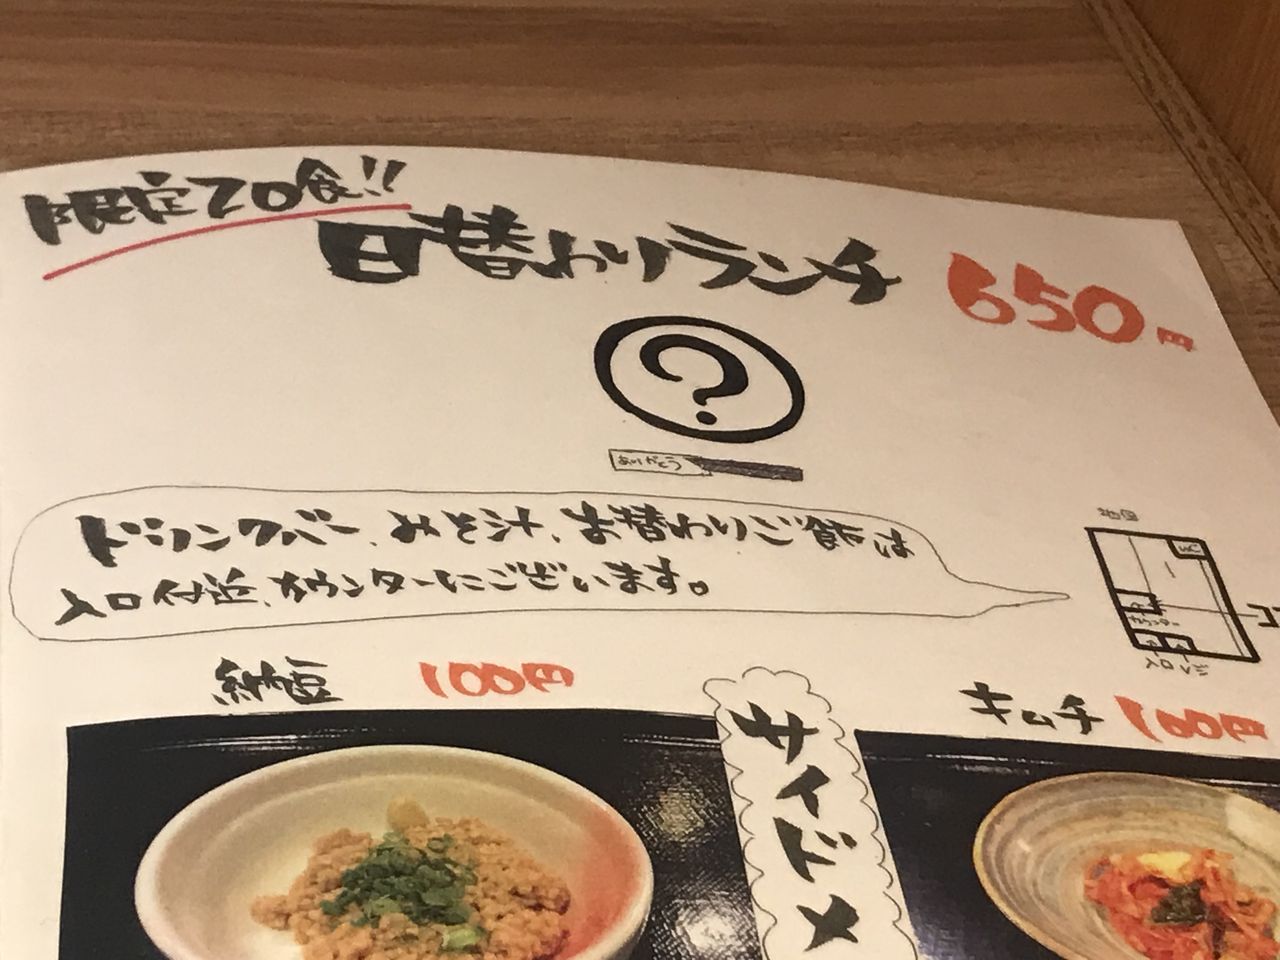 限定20食!!
日替わりランチ 650円
?
ありがとう
ドリンクバー、みそ汁、お替わりご飯は
入口付近、カウンターにございます。
WC
カウンター
入口 レジ
納豆 100円
キムチ 100円
サイドメ